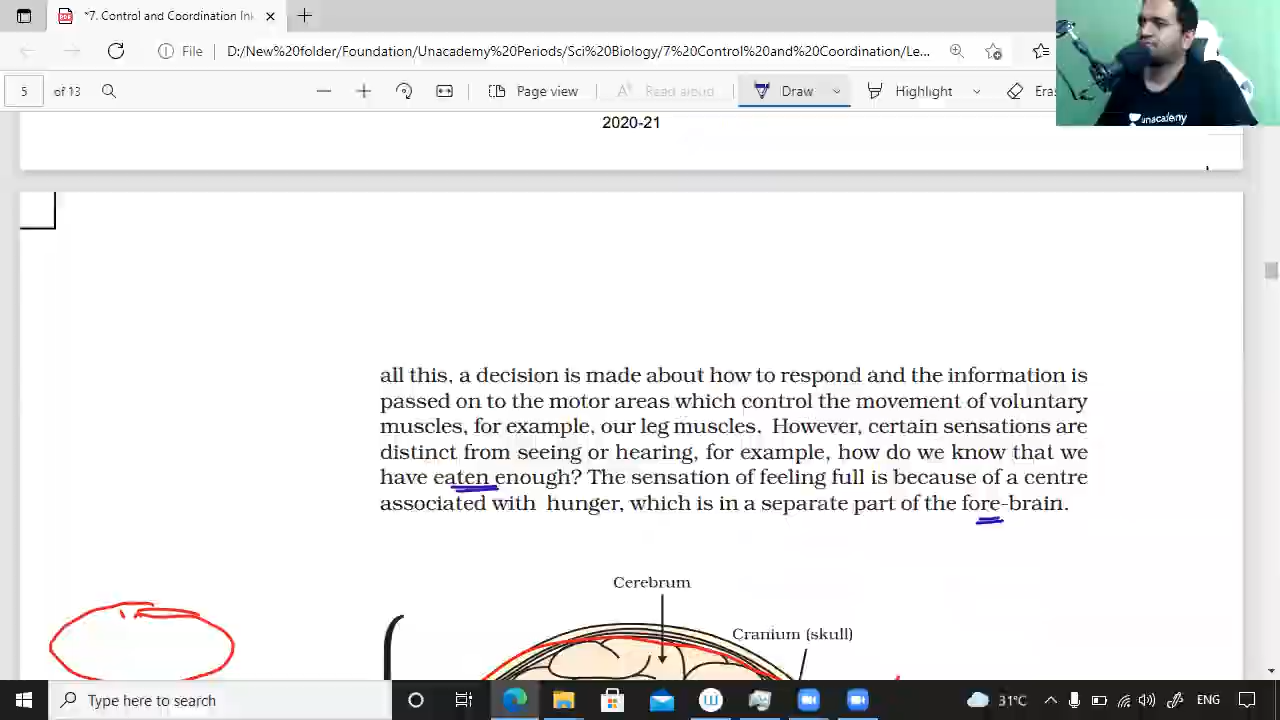 *7. Control and Coordination Ink
File
D:/New%20folder/Foundation/Unacademy%20Periods/Sci%20Biology/7%20Control%20and%20Coordination/Le...
5 of 13
Page view
Read aloud
Draw
Highlight
Eras
unacademy
2020-21
all this, a decision is made about how to respond and the information is
passed on to the motor areas which control the movement of voluntary
muscles, for example, our leg muscles. However, certain sensations are
distinct from seeing or hearing, for example, how do we know that we
have eaten enough? The sensation of feeling full is because of a centre
associated with hunger, which is in a separate part of the fore-brain.
Cerebrum
Cranium (skull)
Type here to search
31°C
ENG